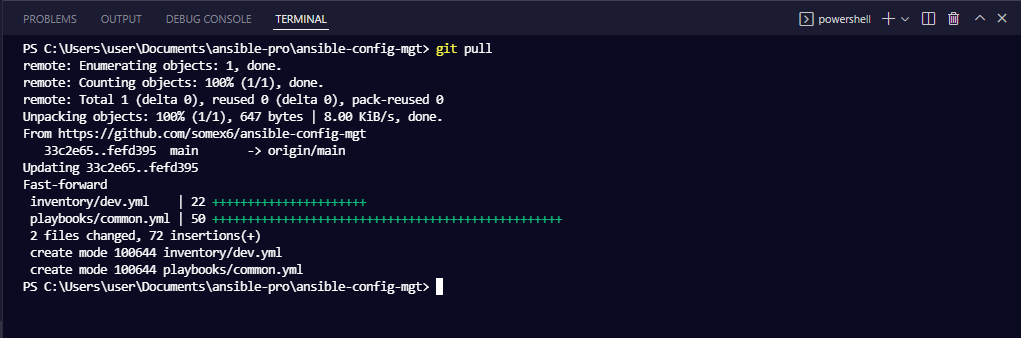 PROBLEMS OUTPUT DEBUG CONSOLE TERMINAL powershell
PS C:\Users\user\Documents\ansible-pro\ansible-config-mgt> git pull
remote: Enumerating objects: 1, done.
remote: Counting objects: 100% (1/1), done.
remote: Total 1 (delta 0), reused 0 (delta 0), pack-reused 0
Unpacking objects: 100% (1/1), 647 bytes | 8.00 KiB/s, done.
From https://github.com/somex6/ansible-config-mgt
   33c2e65..fefd395  main       -> origin/main
Updating 33c2e65..fefd395
Fast-forward
 inventory/dev.yml    | 22 ++++++++++++++++++++++
 playbooks/common.yml | 50 ++++++++++++++++++++++++++++++++++++++++++++++++++
 2 files changed, 72 insertions(+)
 create mode 100644 inventory/dev.yml
 create mode 100644 playbooks/common.yml
PS C:\Users\user\Documents\ansible-pro\ansible-config-mgt>